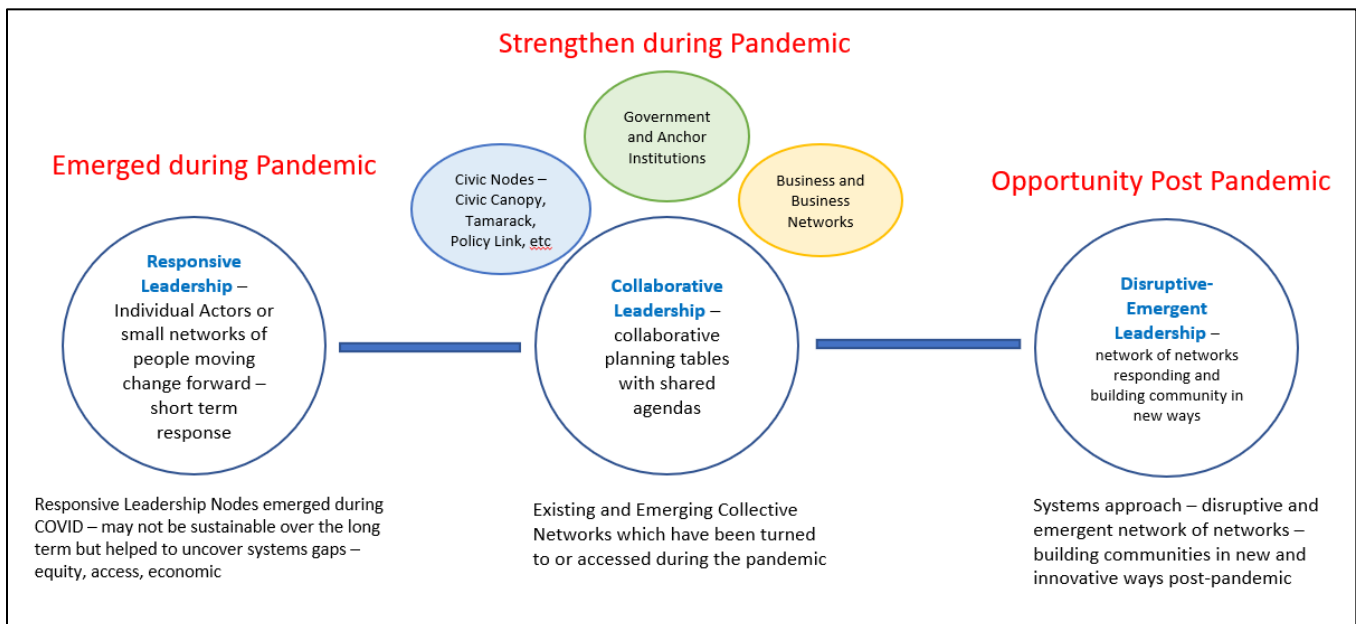 Strengthen during Pandemic
Emerged during Pandemic
Opportunity Post Pandemic
Government
and Anchor
Institutions
Civic Nodes –
Civic Canopy,
Tamarack,
Policy Link, etc
Business and
Business
Networks
Responsive
Leadership –
Individual Actors or
small networks of
people moving
change forward –
short term
response
Collaborative
Leadership –
collaborative
planning tables
with shared
agendas
Disruptive-
Emergent
Leadership –
network of networks
responding and
building community in
new ways
Responsive Leadership Nodes emerged during
COVID – may not be sustainable over the long
term but helped to uncover systems gaps –
equity, access, economic
Existing and Emerging Collective
Networks which have been turned
to or accessed during the pandemic
Systems approach – disruptive and
emergent network of networks –
building communities in new and
innovative ways post-pandemic